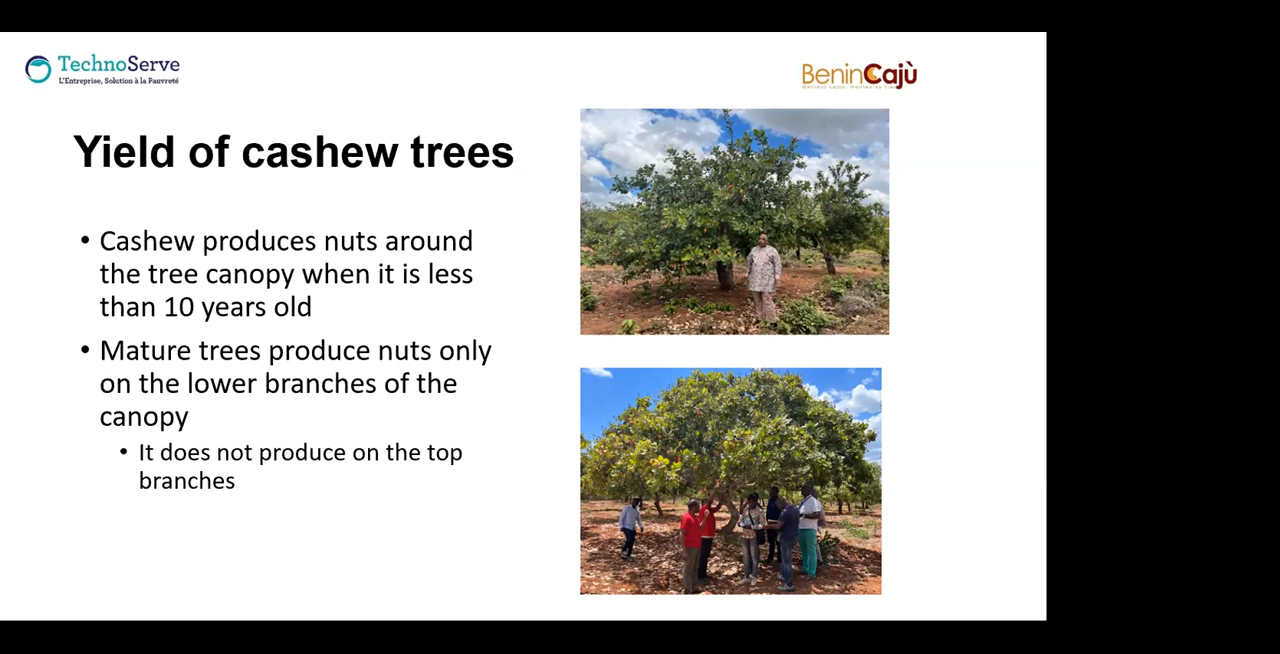 TechnoServe
L'Entreprise, Solution à la Pauvreté
BeninCajù
Yield of cashew trees
• Cashew produces nuts around
the tree canopy when it is less
than 10 years old
• Mature trees produce nuts only
on the lower branches of the
canopy
• It does not produce on the top
branches